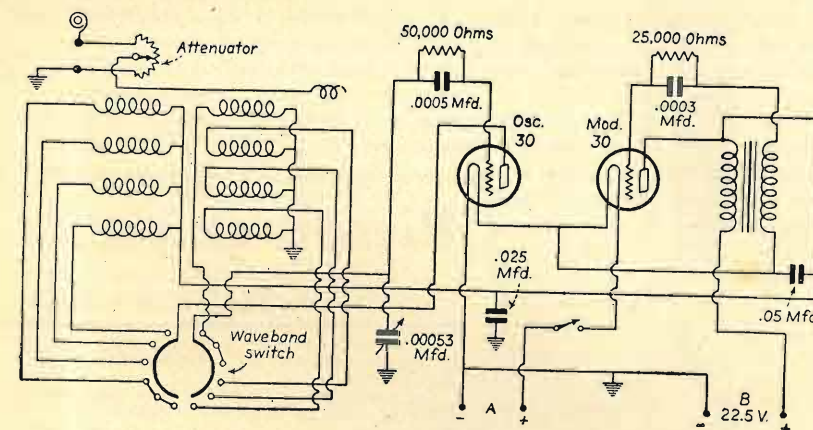 Attenuator
50,000 Ohms
.0005 Mfd.
Osc.
30
25,000 Ohms
.0003
Mfd.
Mod.
30
.025
Mfd.
.05 Mfd
Waveband
switch
.00053
Mfd.
- A +
B
22.5 V.
- +